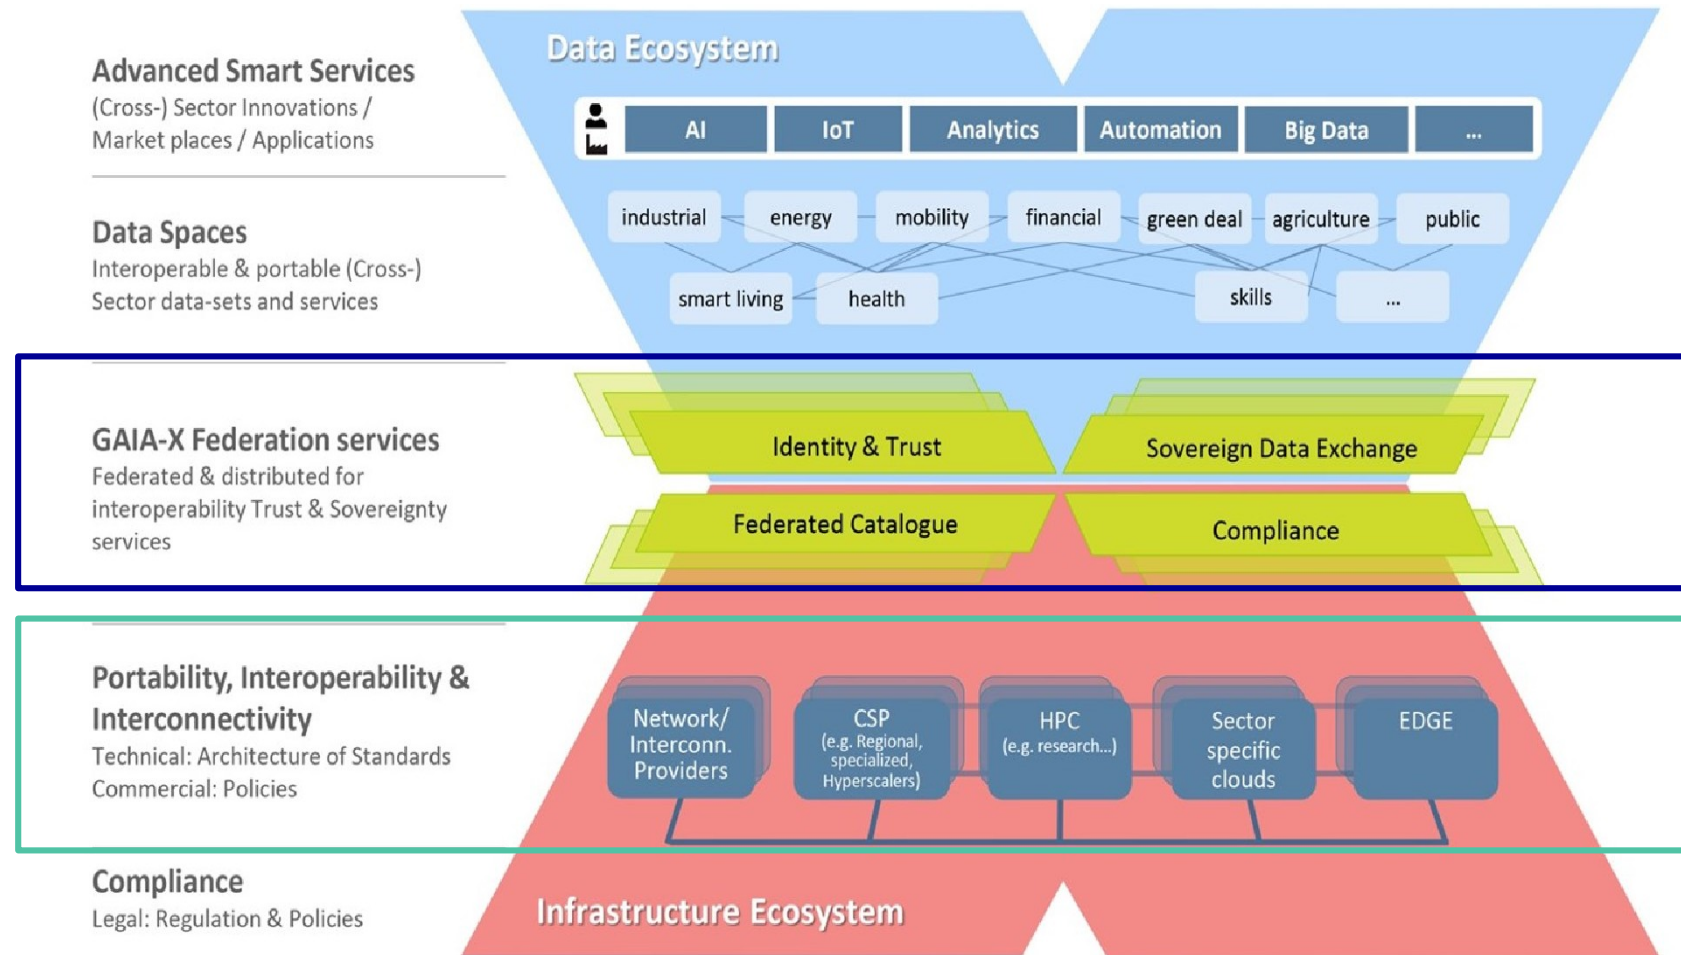 Advanced Smart Services
(Cross-) Sector Innovations /
Market places / Applications
Data Spaces
Interoperable & portable (Cross-)
Sector data-sets and services
GAIA-X Federation services
Federated & distributed for
interoperability Trust & Sovereignty
services
Portability, Interoperability &
Interconnectivity
Technical: Architecture of Standards
Commercial: Policies
Compliance
Legal: Regulation & Policies
Data Ecosystem
AI
IoT
Analytics
Automation
Big Data
...
industrial
energy
mobility
financial
green deal
agriculture
public
smart living
health
skills
...
Identity & Trust
Sovereign Data Exchange
Federated Catalogue
Compliance
Network/
Interconn.
Providers
CSP
(e.g. Regional,
specialized,
Hyperscalers)
HPC
(e.g. research...)
Sector
specific
clouds
EDGE
Infrastructure Ecosystem